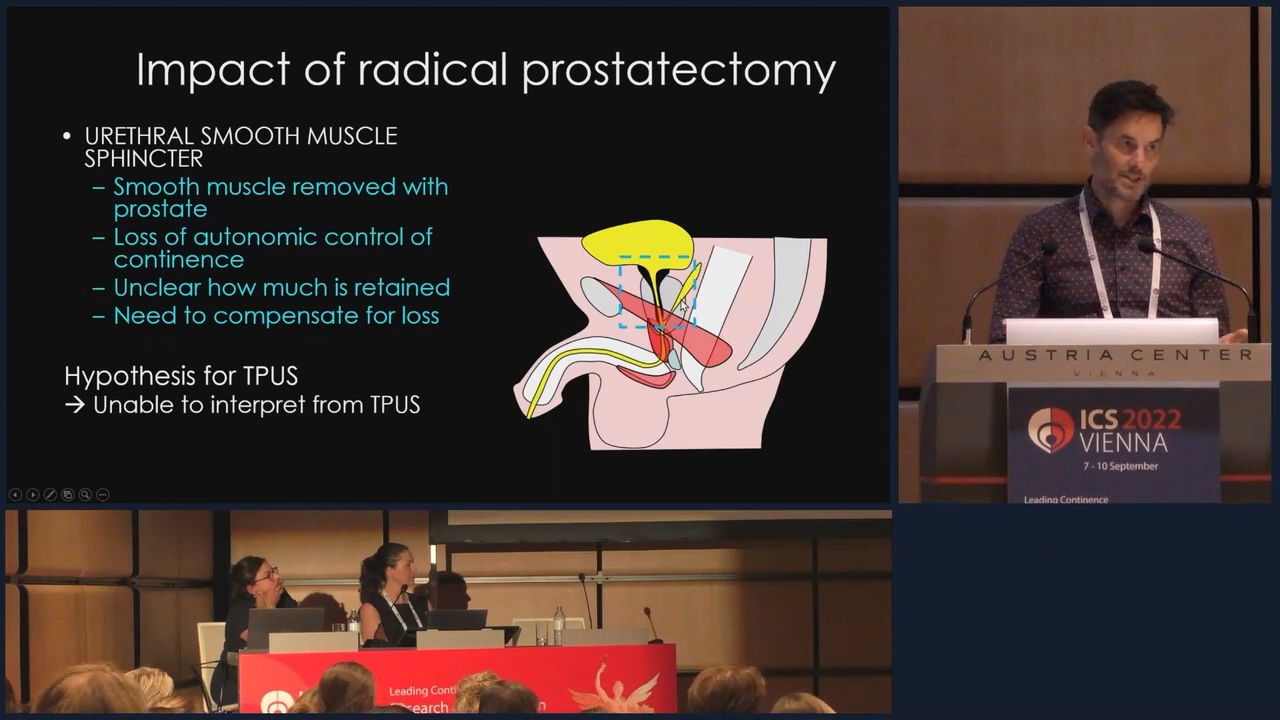 Impact of radical prostatectomy
• URETHRAL SMOOTH MUSCLE
SPHINCTER
– Smooth muscle removed with
prostate
– Loss of autonomic control of
continence
– Unclear how much is retained
– Need to compensate for loss
Hypothesis for TPUS
→ Unable to interpret from TPUS
AUSTRIA CENTER
VIENNA
ICS 2022
VIENNA
7 - 10 September
Leading Continence
Leading